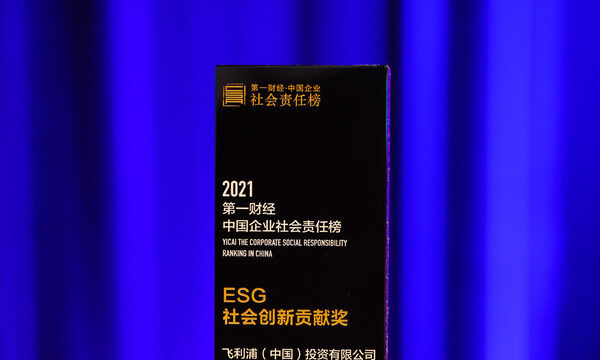 第一财经·中国企业
社会责任榜
2021
第一财经
中国企业社会责任榜
YICAI THE CORPORATE SOCIAL RESPONSIBILITY
RANKING IN CHINA
ESG
社会创新贡献奖
飞利浦（中国）投资有限公司